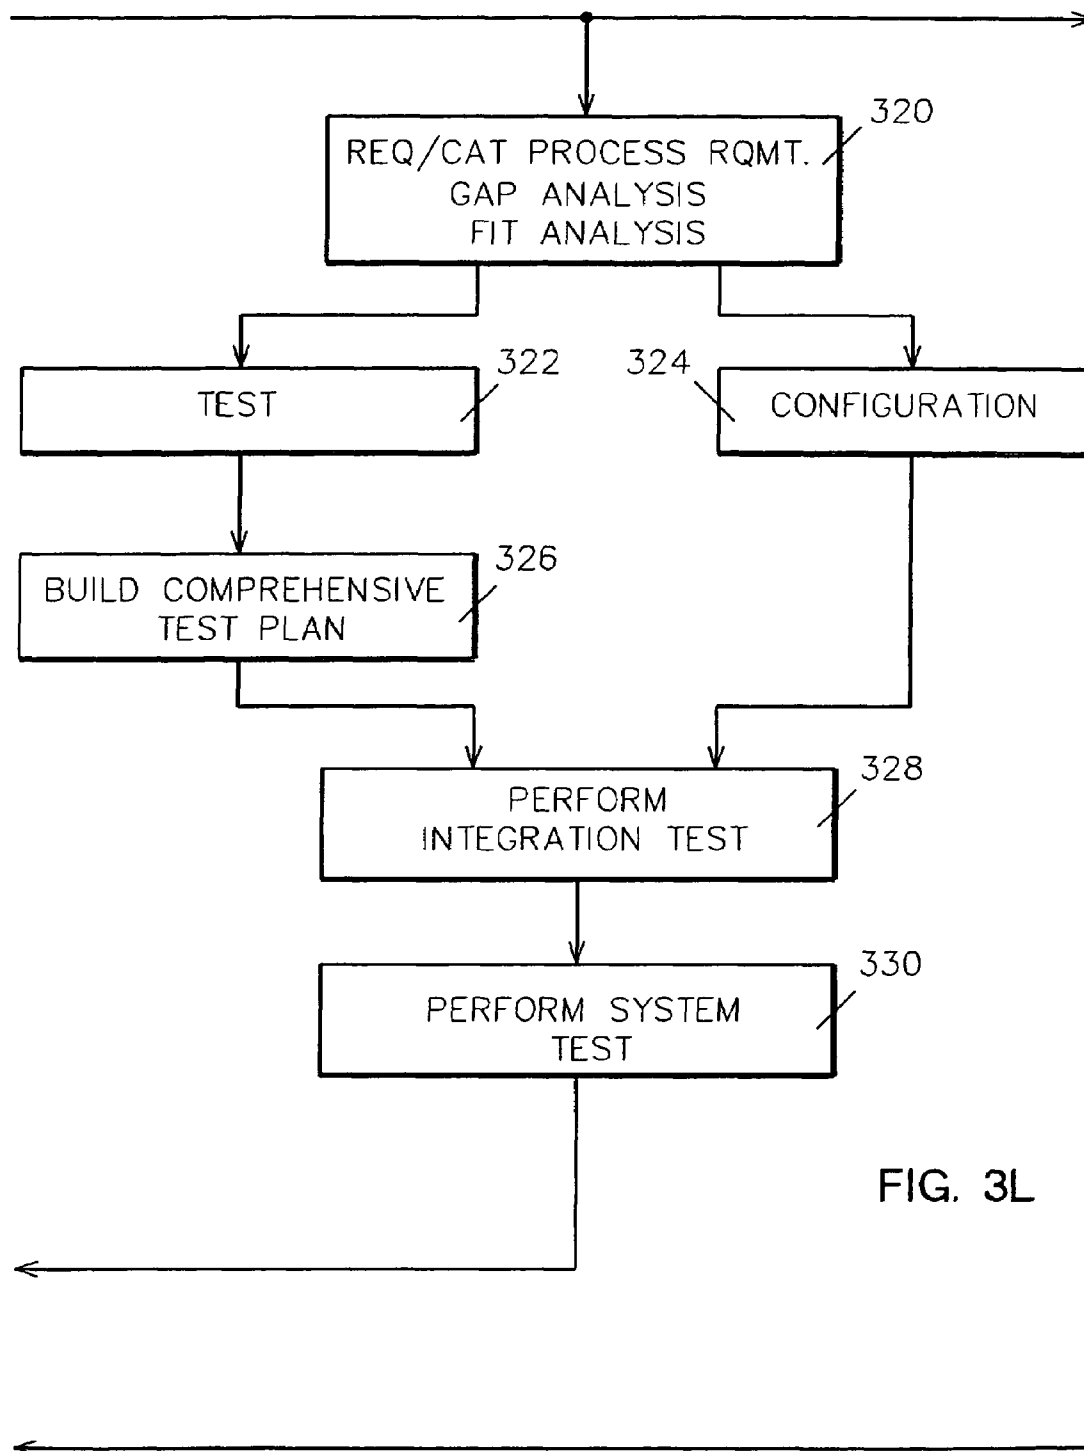 320
REQ/CAT PROCESS RQMT.
GAP ANALYSIS
FIT ANALYSIS
322
TEST
324
CONFIGURATION
326
BUILD COMPREHENSIVE
TEST PLAN
328
PERFORM
INTEGRATION TEST
330
PERFORM SYSTEM
TEST
FIG. 3L